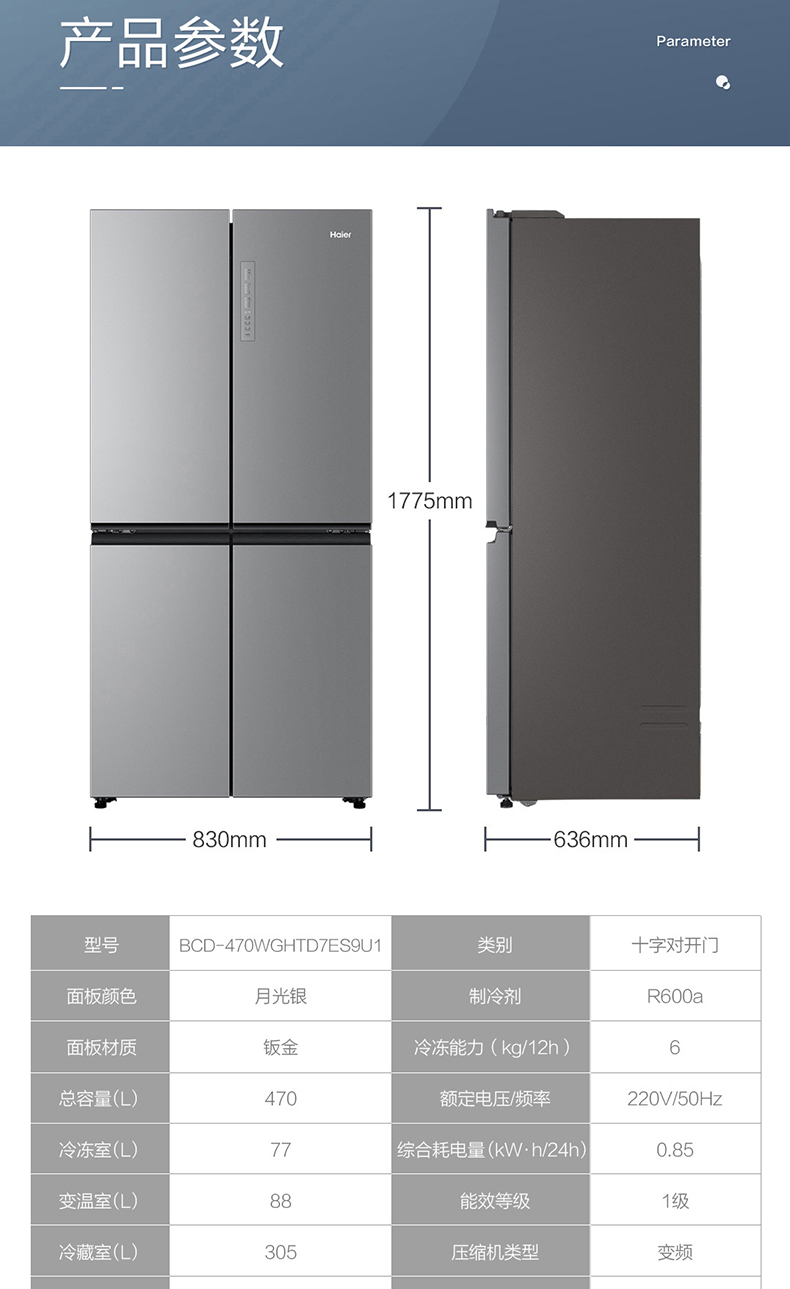 产品参数
Parameter
Haier
1775mm
830mm
636mm
型号 BCD-470WGHTD7ES9U1 类别 十字对开门
面板颜色 月光银 制冷剂 R600a
面板材质 钣金 冷冻能力（kg/12h） 6
总容量(L) 470 额定电压/频率 220V/50Hz
冷冻室(L) 77 综合耗电量(kW·h/24h) 0.85
变温室(L) 88 能效等级 1级
冷藏室(L) 305 压缩机类型 变频